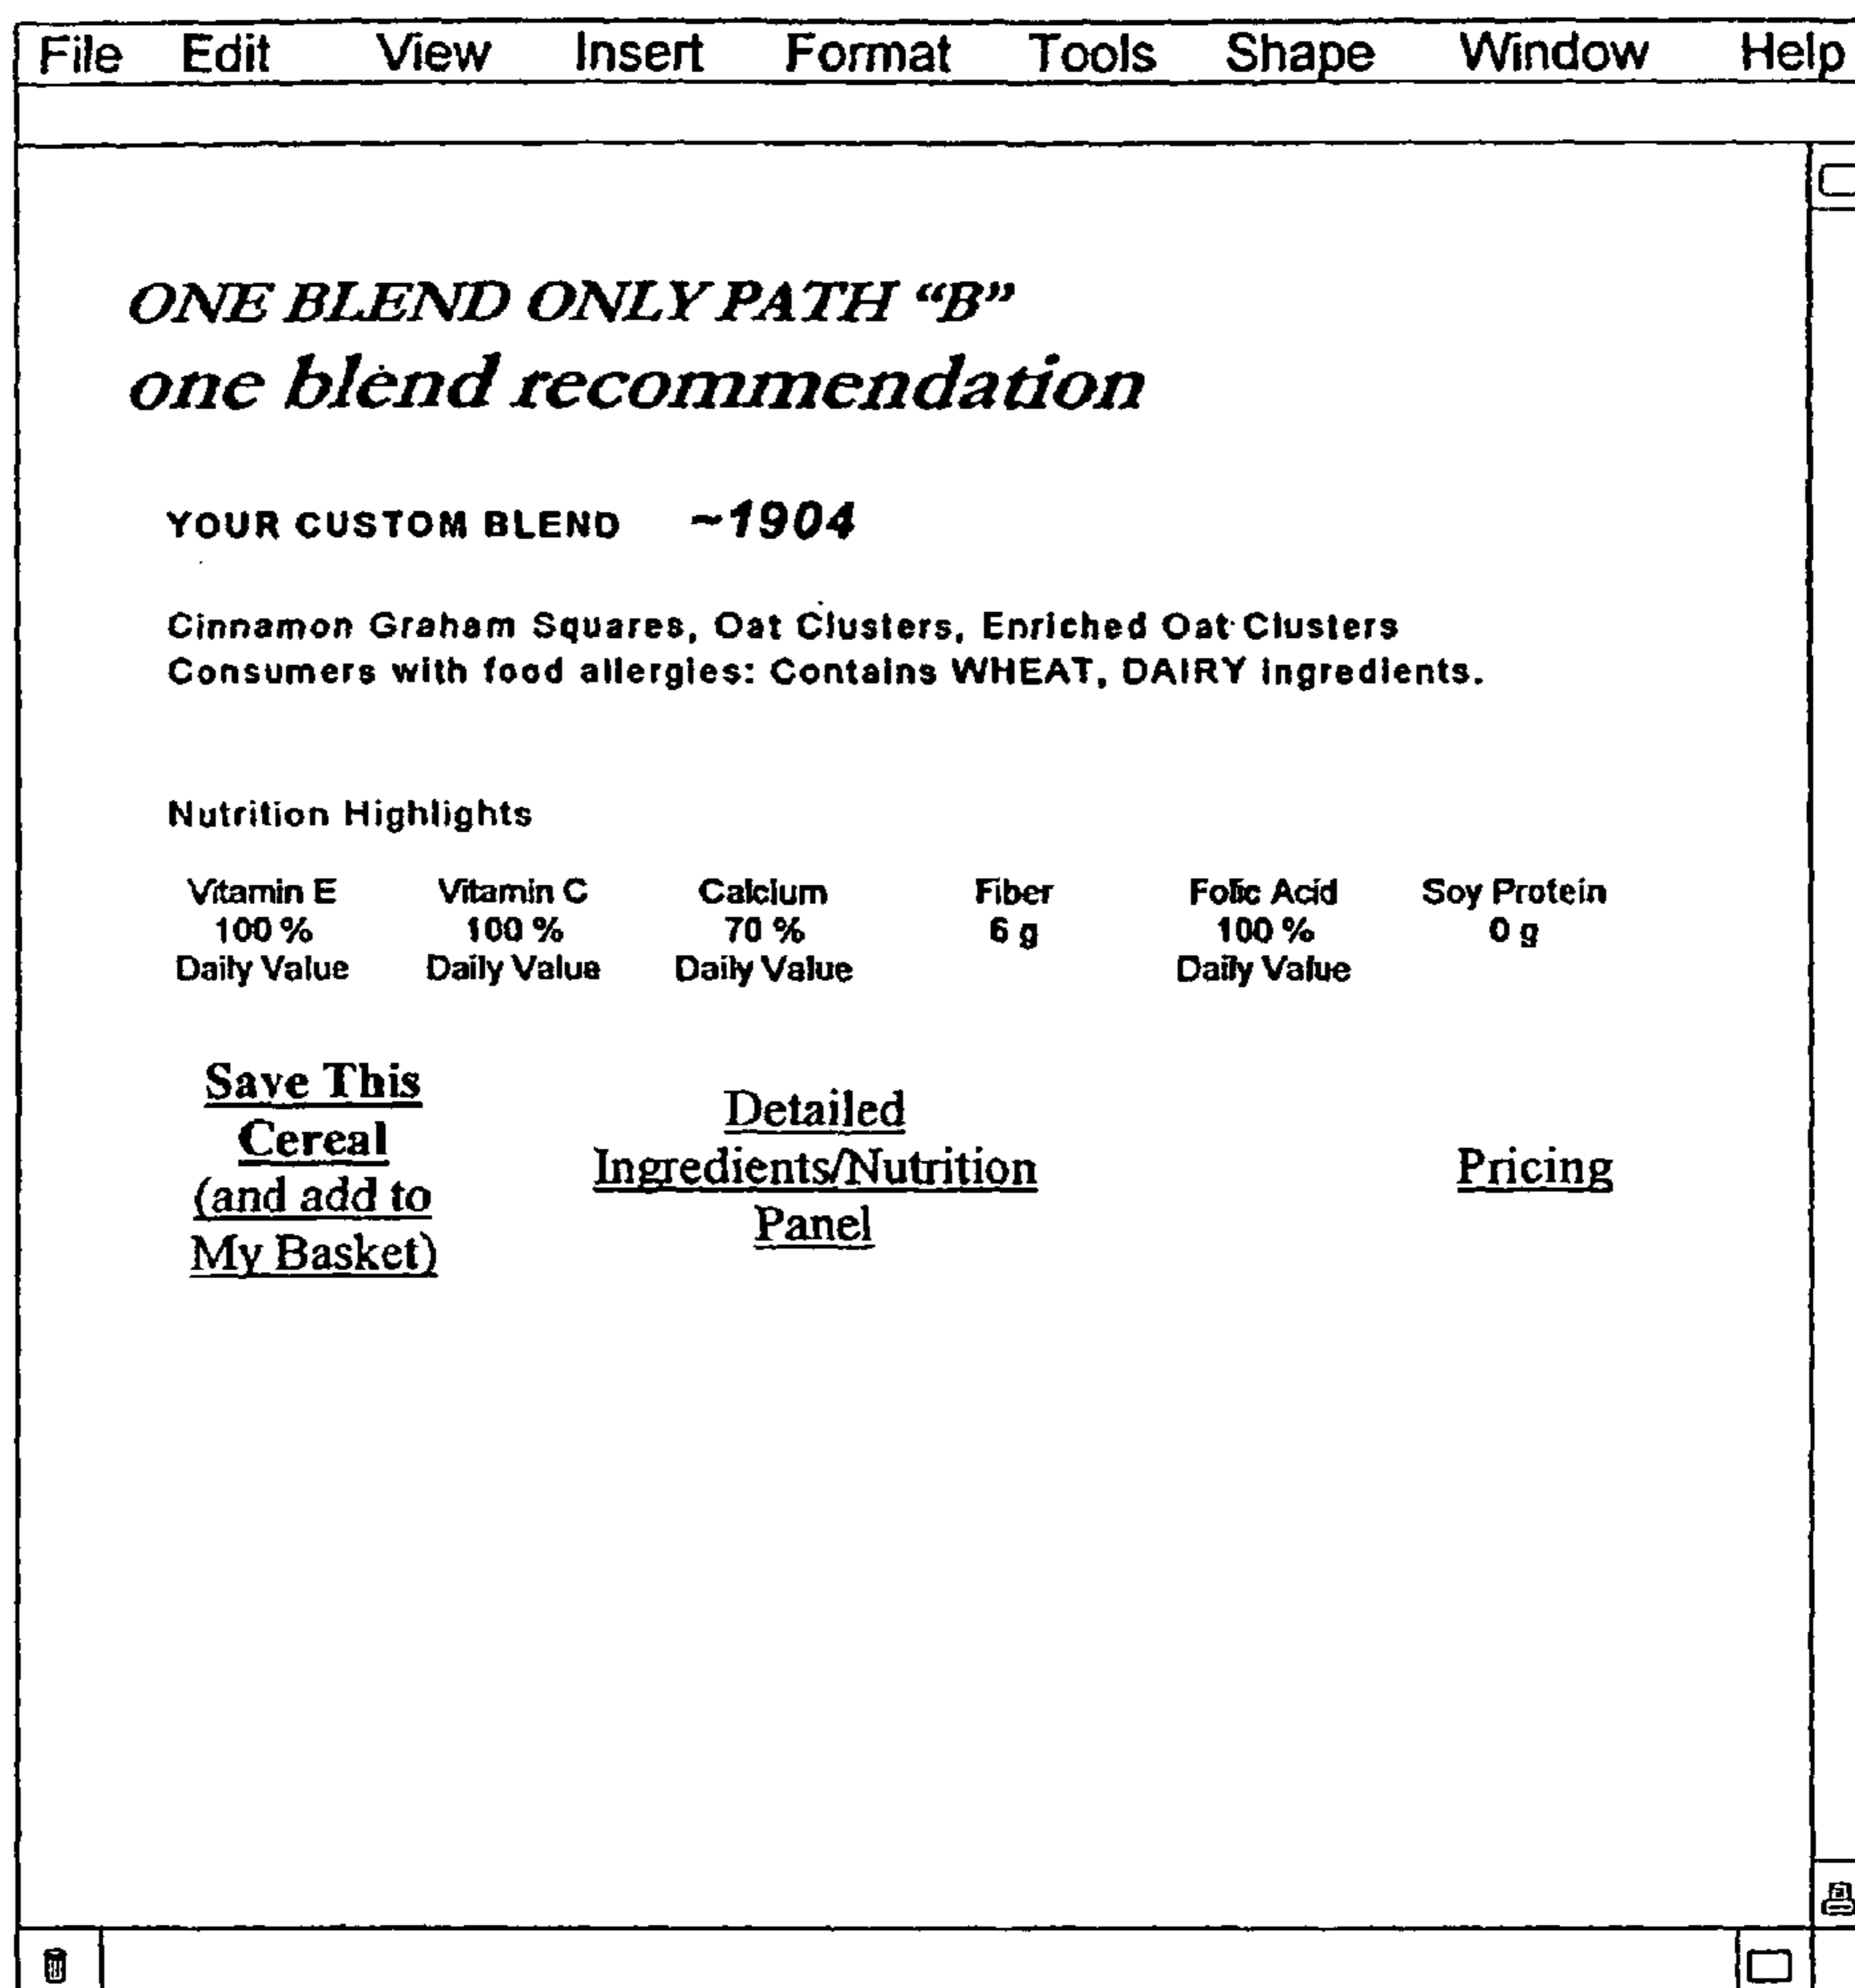 File Edit View Insert Format Tools Shape Window Help
ONE BLEND ONLY PATH “B”
one blend recommendation
YOUR CUSTOM BLEND ~1904
Cinnamon Graham Squares, Oat Clusters, Enriched Oat Clusters
Consumers with food allergies: Contains WHEAT, DAIRY ingredients.
Nutrition Highlights
Vitamin E Vitamin C Calcium Fiber Folic Acid Soy Protein
100 % 100 % 70 % 6 g 100 % 0 g
Daily Value Daily Value Daily Value Daily Value
Save This
Cereal
(and add to
My Basket)
Detailed
Ingredients/Nutrition
Panel
Pricing